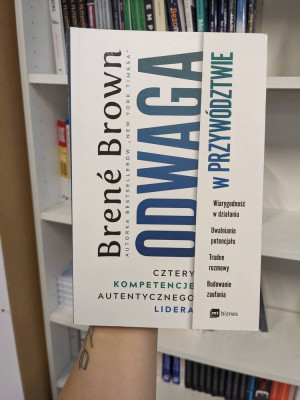 Brené Brown
AUTORKA BESTSELLERÓW „NEW YORK TIMESA”
ODWAGA
W PRZYWÓDZTWIE
CZTERY
KOMPETENCJE
AUTENTYCZNEGO
LIDERA
Wiarygodność
w działaniu
Uwalnianie
potencjału
Trudne
rozmowy
Budowanie
zaufania
mt biznes